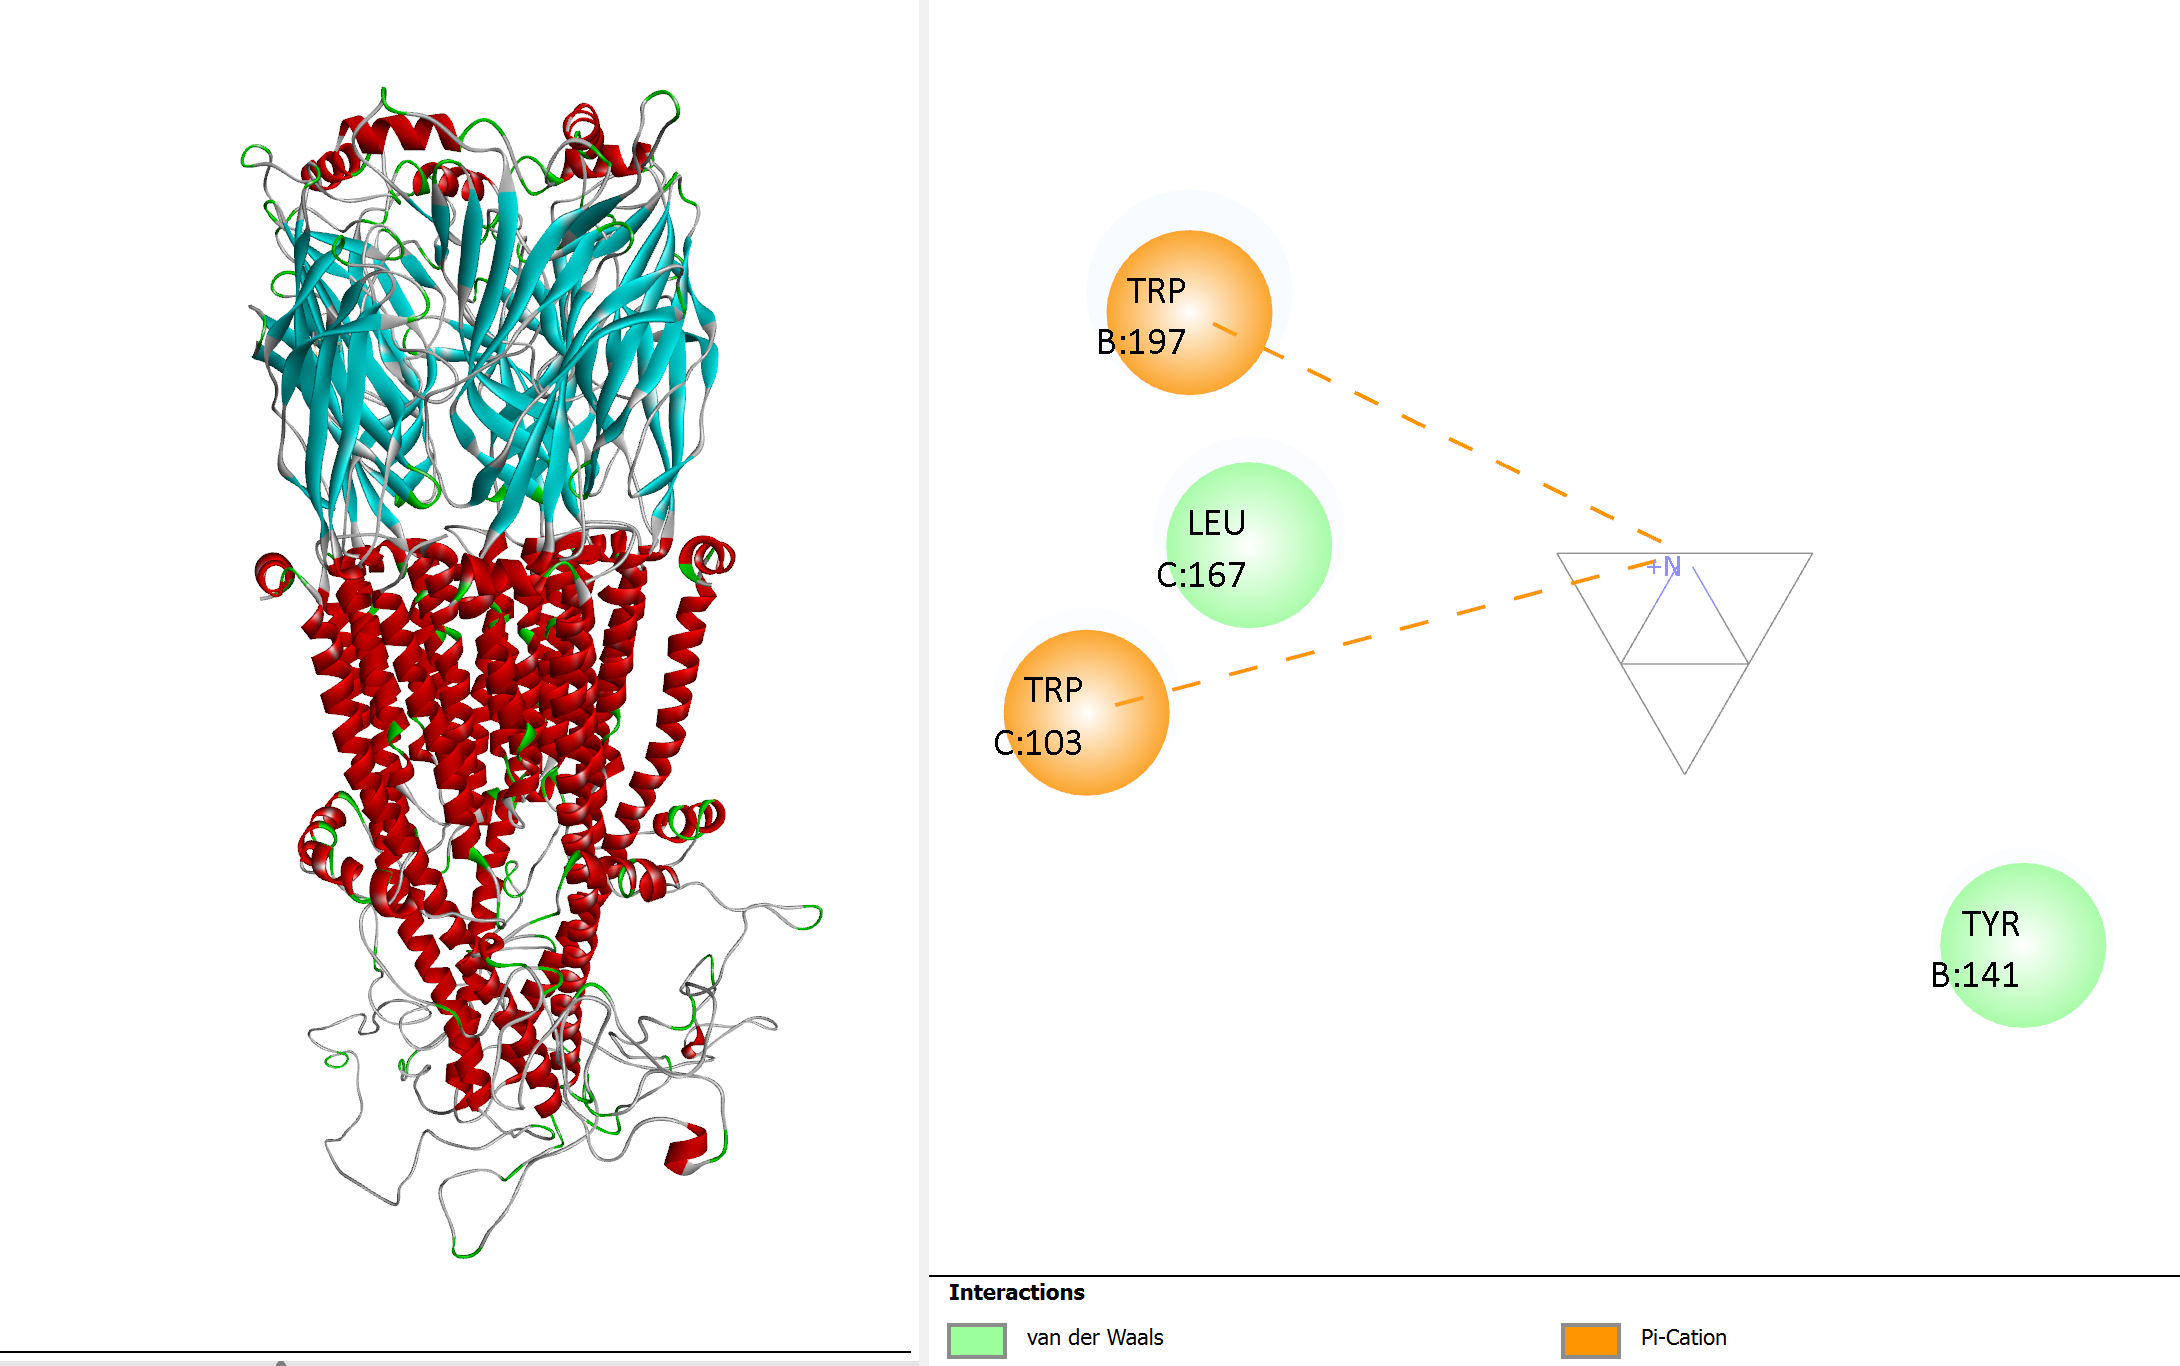 TRP
B:197
LEU
C:167
+N
TRP
C:103
TYR
B:141
Interactions
van der Waals
Pi-Cation